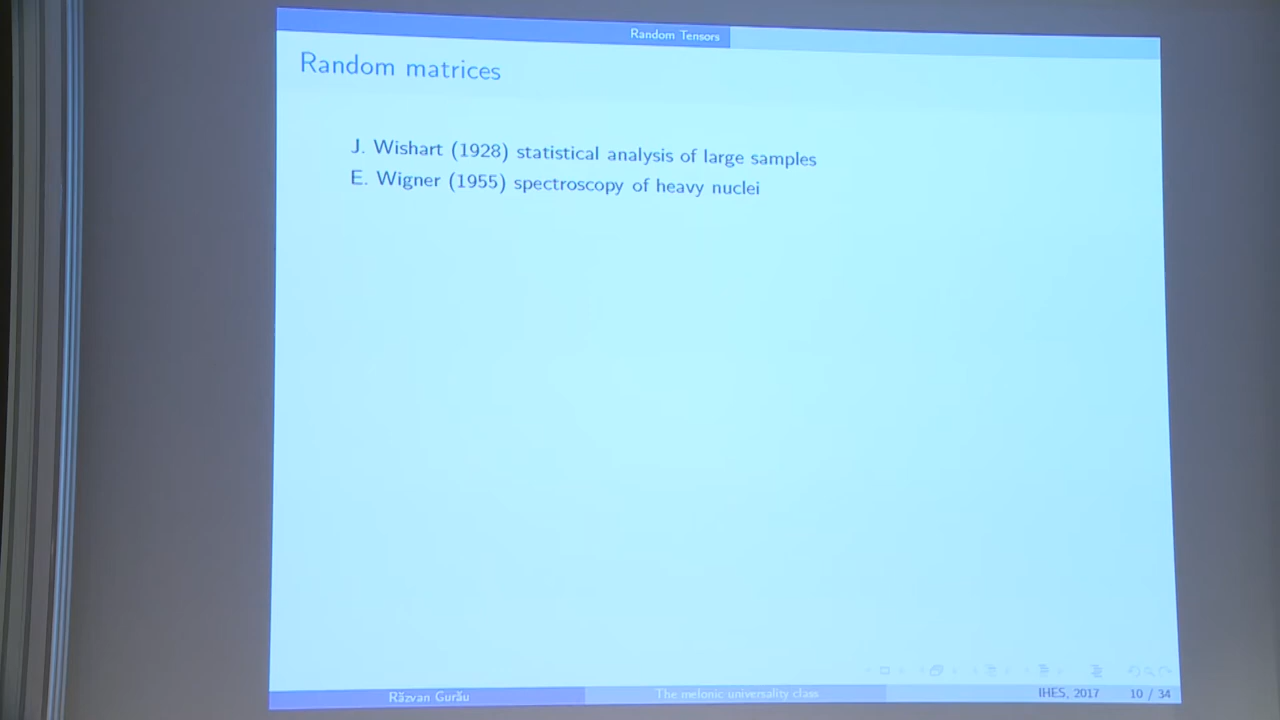 Random Tensors
Random matrices
J. Wishart (1928) statistical analysis of large samples
E. Wigner (1955) spectroscopy of heavy nuclei
Răzvan Gurău The melonic universality class IHES, 2017 10 / 34